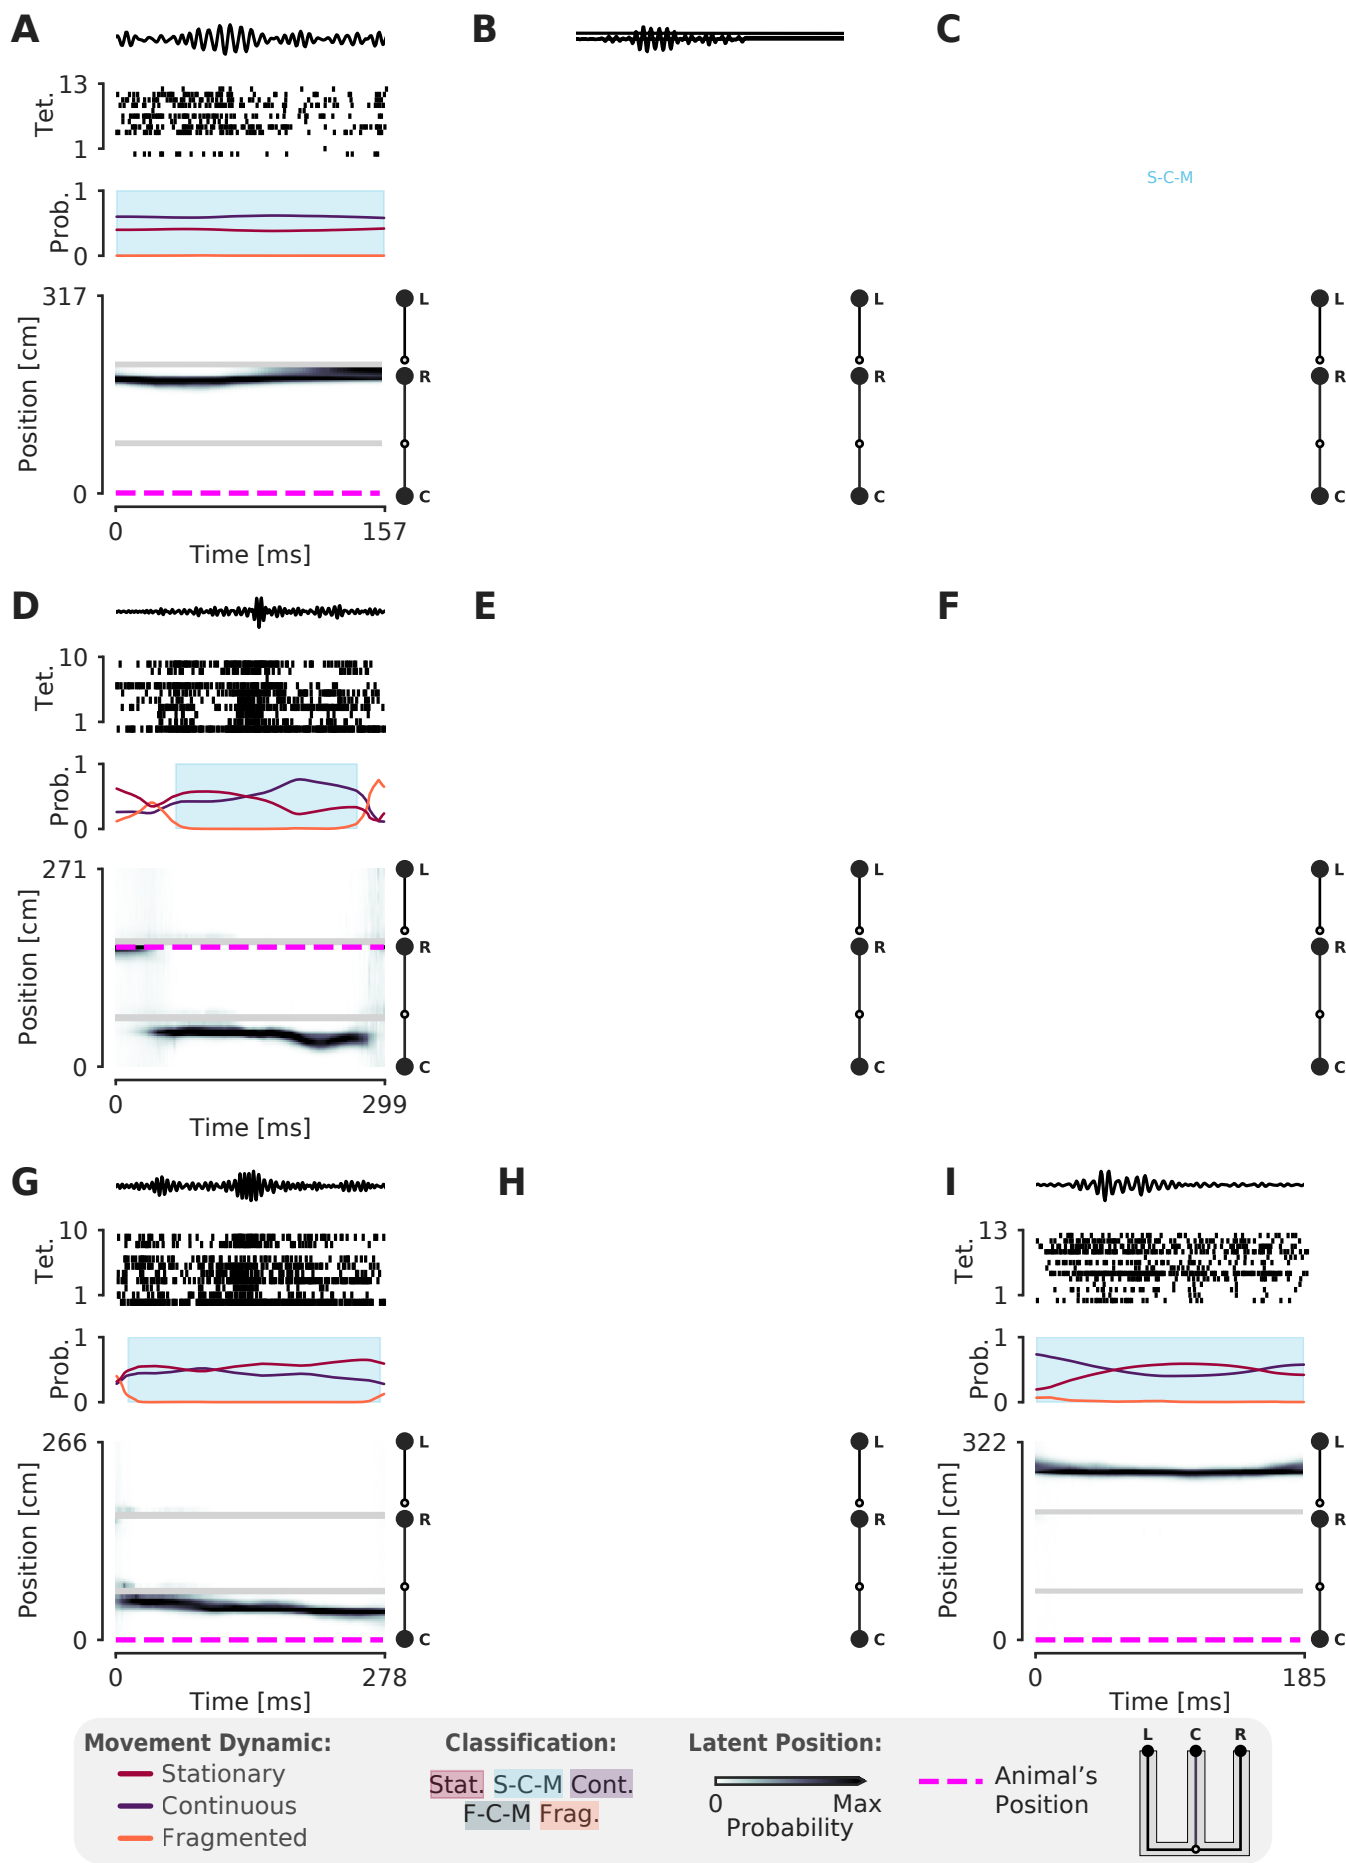 A
B
C
Tet.
13
1
S-C-M
Prob.
1
0
Position [cm]
317
0
L
R
C
L
R
C
L
R
C
0
157
Time [ms]
D
E
F
Tet.
10
1
Prob.
1
0
Position [cm]
271
0
L
R
C
L
R
C
L
R
C
0
299
Time [ms]
G
H
I
Tet.
10
1
Tet.
13
1
Prob.
1
0
Prob.
1
0
Position [cm]
266
0
L
R
C
L
R
C
Position [cm]
322
0
L
R
C
0
278
Time [ms]
0
185
Time [ms]
Movement Dynamic:
Stationary
Continuous
Fragmented
Classification:
Stat. S-C-M Cont.
F-C-M Frag.
Latent Position:
0 Max
Probability
Animal's
Position
L C R